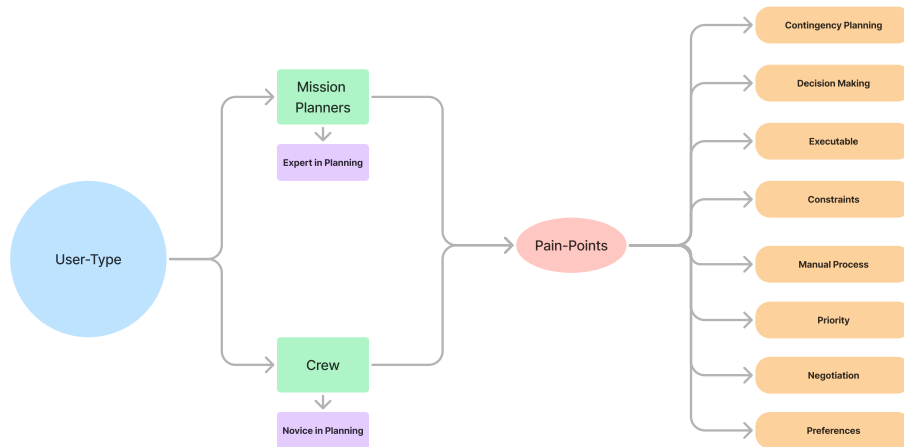 User-Type
Mission
Planners
Expert in Planning
Crew
Novice in Planning
Pain-Points
Contingency Planning
Decision Making
Executable
Constraints
Manual Process
Priority
Negotiation
Preferences